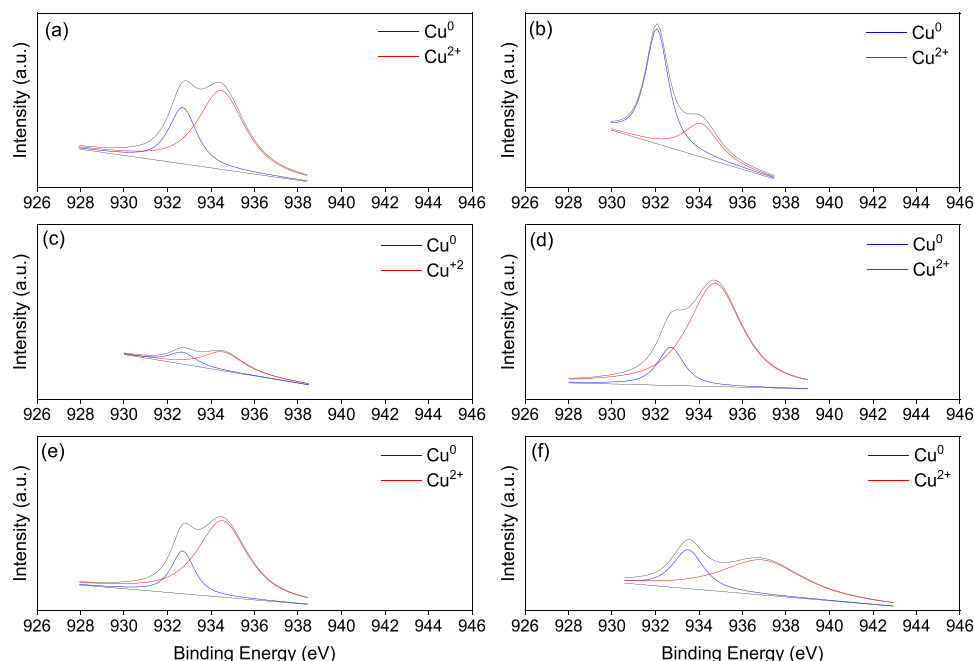 (a)
Cu⁰
Cu²⁺
Intensity (a.u.)
926 928 930 932 934 936 938 940 942 944 946
(b)
Cu⁰
Cu²⁺
Intensity (a.u.)
926 928 930 932 934 936 938 940 942 944 946
(c)
Cu⁰
Cu⁺²
Intensity (a.u.)
926 928 930 932 934 936 938 940 942 944 946
(d)
Cu⁰
Cu²⁺
Intensity (a.u.)
926 928 930 932 934 936 938 940 942 944 946
(e)
Cu⁰
Cu²⁺
Intensity (a.u.)
926 928 930 932 934 936 938 940 942 944 946
Binding Energy (eV)
(f)
Cu⁰
Cu²⁺
Intensity (a.u.)
926 928 930 932 934 936 938 940 942 944 946
Binding Energy (eV)